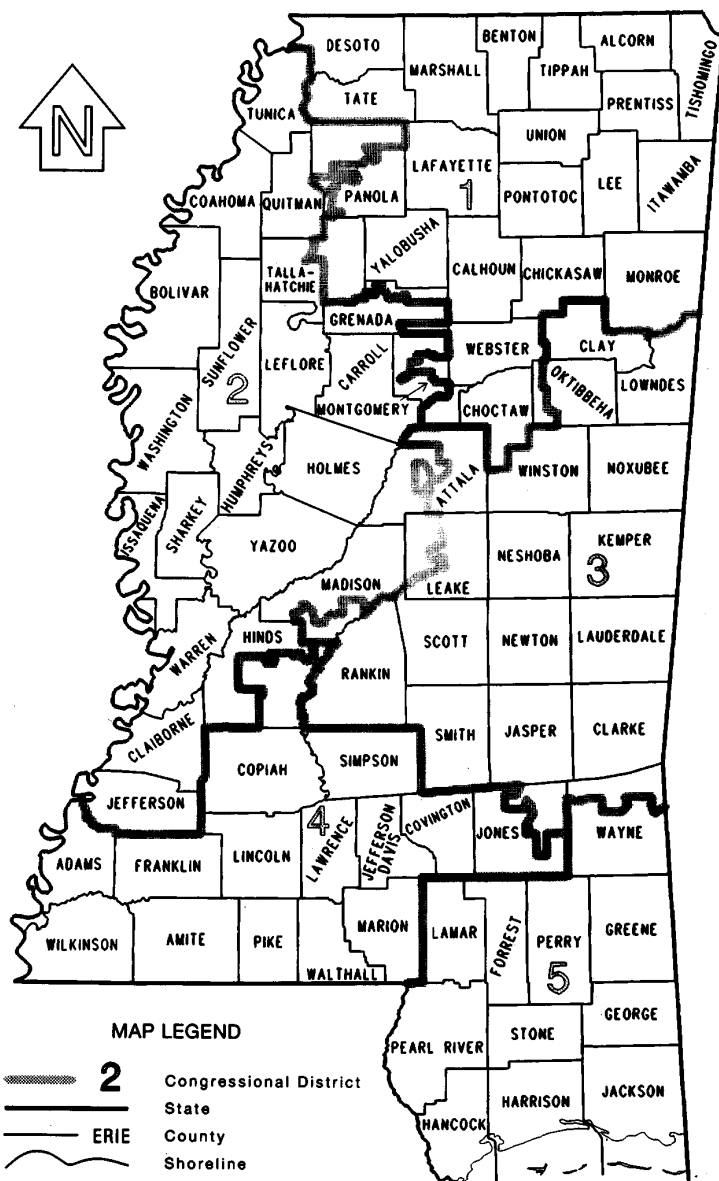 DESOTO
BENTON
ALCORN
MARSHALL
TIPPAH
TISHOMINGO
N
TUNICA
TATE
PRENTISS
UNION
LAFAYETTE
1
LEE
ITAWAMBA
COAHOMA
QUITMAN
PANOLA
PONTOTOC
YALOBUSHA
TALLA-
HATCHIE
CALHOUN
CHICKASAW
MONROE
BOLIVAR
GRENADA
SUNFLOWER
2
LEFLORE
CARROLL
WEBSTER
CLAY
OKTIBBEHA
LOWNDES
WASHINGTON
MONTGOMERY
CHOCTAW
HUMPHREYS
HOLMES
ATTALA
WINSTON
NOXUBEE
ISSAQUENA
SHARKEY
YAZOO
NESHOBA
KEMPER
3
MADISON
LEAKE
WARREN
HINDS
SCOTT
NEWTON
LAUDERDALE
RANKIN
CLAIBORNE
SMITH
JASPER
CLARKE
COPIAH
SIMPSON
JEFFERSON
4
LAWRENCE
JEFFERSON
DAVIS
COVINGTON
JONES
WAYNE
ADAMS
FRANKLIN
LINCOLN
WILKINSON
AMITE
PIKE
WALTHALL
MARION
LAMAR
FORREST
PERRY
5
GREENE
GEORGE
PEARL RIVER
STONE
HANCOCK
HARRISON
JACKSON
MAP LEGEND
2 Congressional District
State
ERIE County
Shoreline